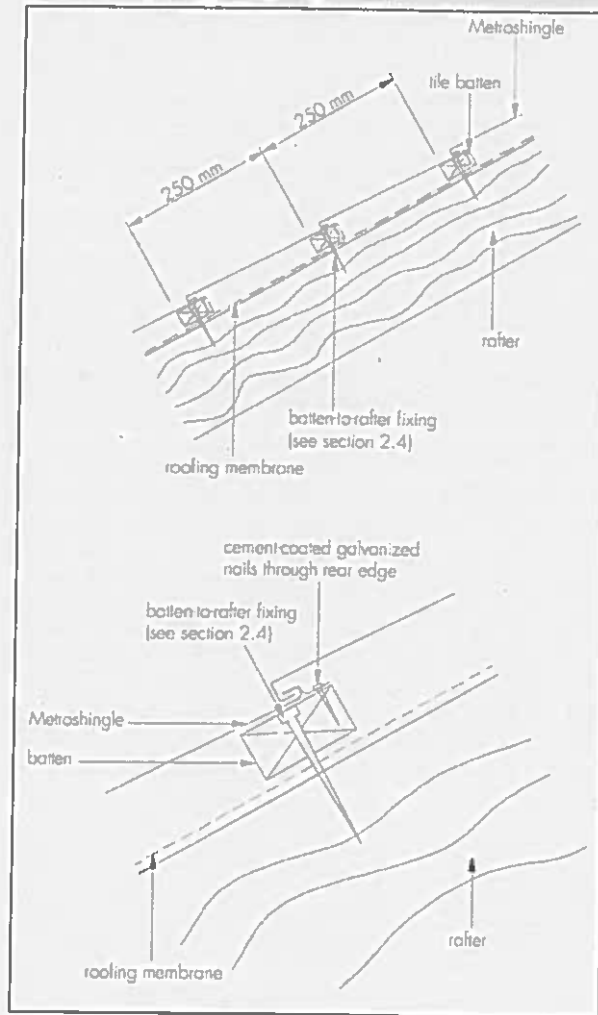 Metroshingle
tile batten
250 mm
250 mm
rafter
batten-to-rafter fixing
(see section 2.4)
roofing membrane
cement-coated galvanized
nails through rear edge
batten-to-rafter fixing
(see section 2.4)
Metroshingle
batten
rafter
roofing membrane